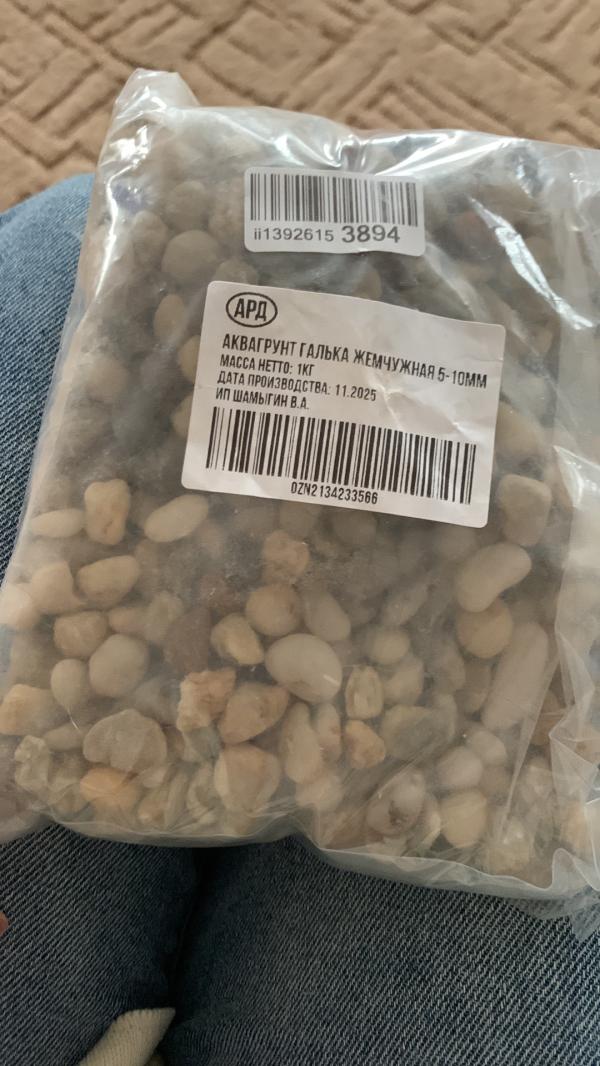 ii1392615 3894
АРД
АКВАГРУНТ ГАЛЬКА ЖЕМЧУЖНАЯ 5-10ММ
МАССА НЕТТО: 1КГ
ДАТА ПРОИЗВОДСТВА: 11.2025
ИП ШАМЫГИН В.А.
OZN2134233566